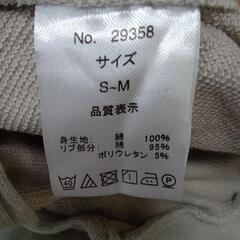 No. 29358
サイズ
S~M
品質表示
身生地: 綿 100%
リブ部分: 綿 95%
ポリウレタン 5%
40
P